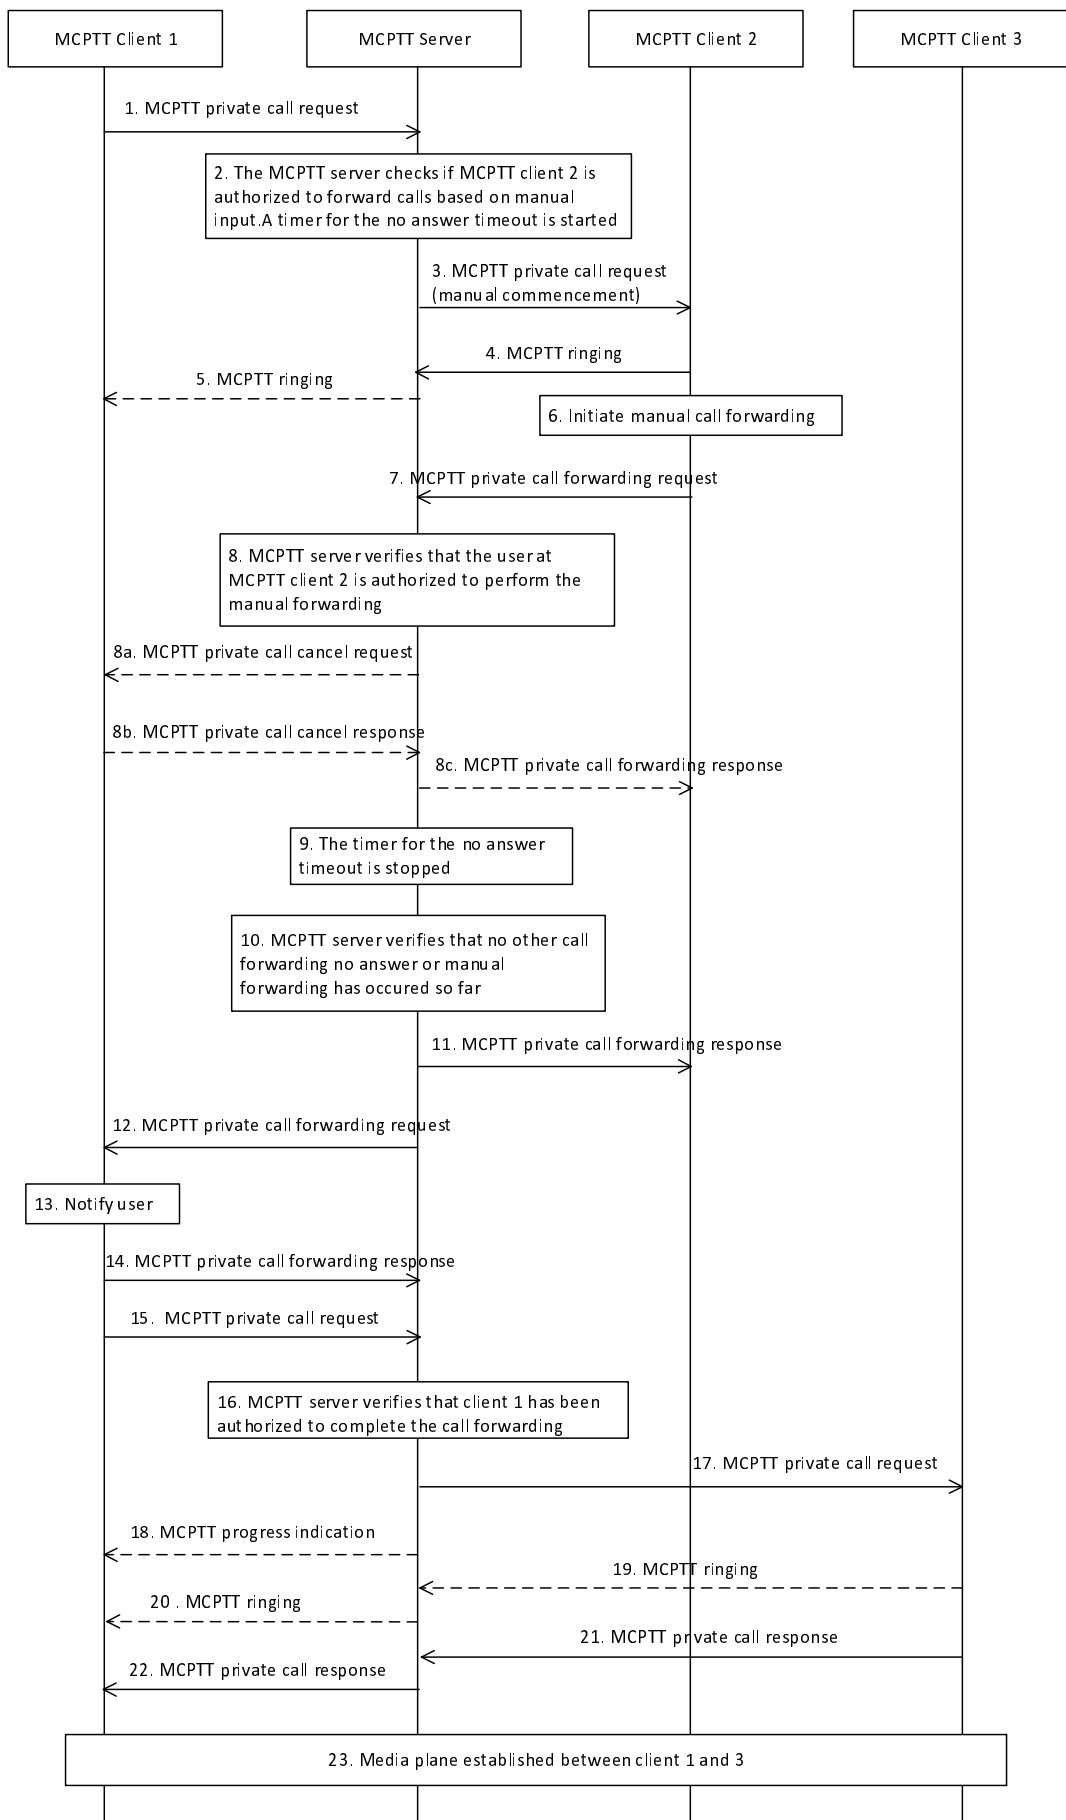 MCPTT Client 1
MCPTT Server
MCPTT Client 2
MCPTT Client 3
1. MCPTT private call request
2. The MCPTT server checks if MCPTT client 2 is
authorized to forward calls based on manual
input.A timer for the no answer timeout is started
3. MCPTT private call request
(manual commencement)
4. MCPTT ringing
5. MCPTT ringing
6. Initiate manual call forwarding
7. MCPTT private call forwarding request
8. MCPTT server verifies that the user at
MCPTT client 2 is authorized to perform the
manual forwarding
8a. MCPTT private call cancel request
8b. MCPTT private call cancel response
8c. MCPTT private call forwarding response
9. The timer for the no answer
timeout is stopped
10. MCPTT server verifies that no other call
forwarding no answer or manual
forwarding has occured so far
11. MCPTT private call forwarding response
12. MCPTT private call forwarding request
13. Notify user
14. MCPTT private call forwarding response
15.  MCPTT private call request
16. MCPTT server verifies that client 1 has been
authorized to complete the call forwarding
17. MCPTT private call request
18. MCPTT progress indication
19. MCPTT ringing
20 . MCPTT ringing
21. MCPTT private call response
22. MCPTT private call response
23. Media plane established between client 1 and 3